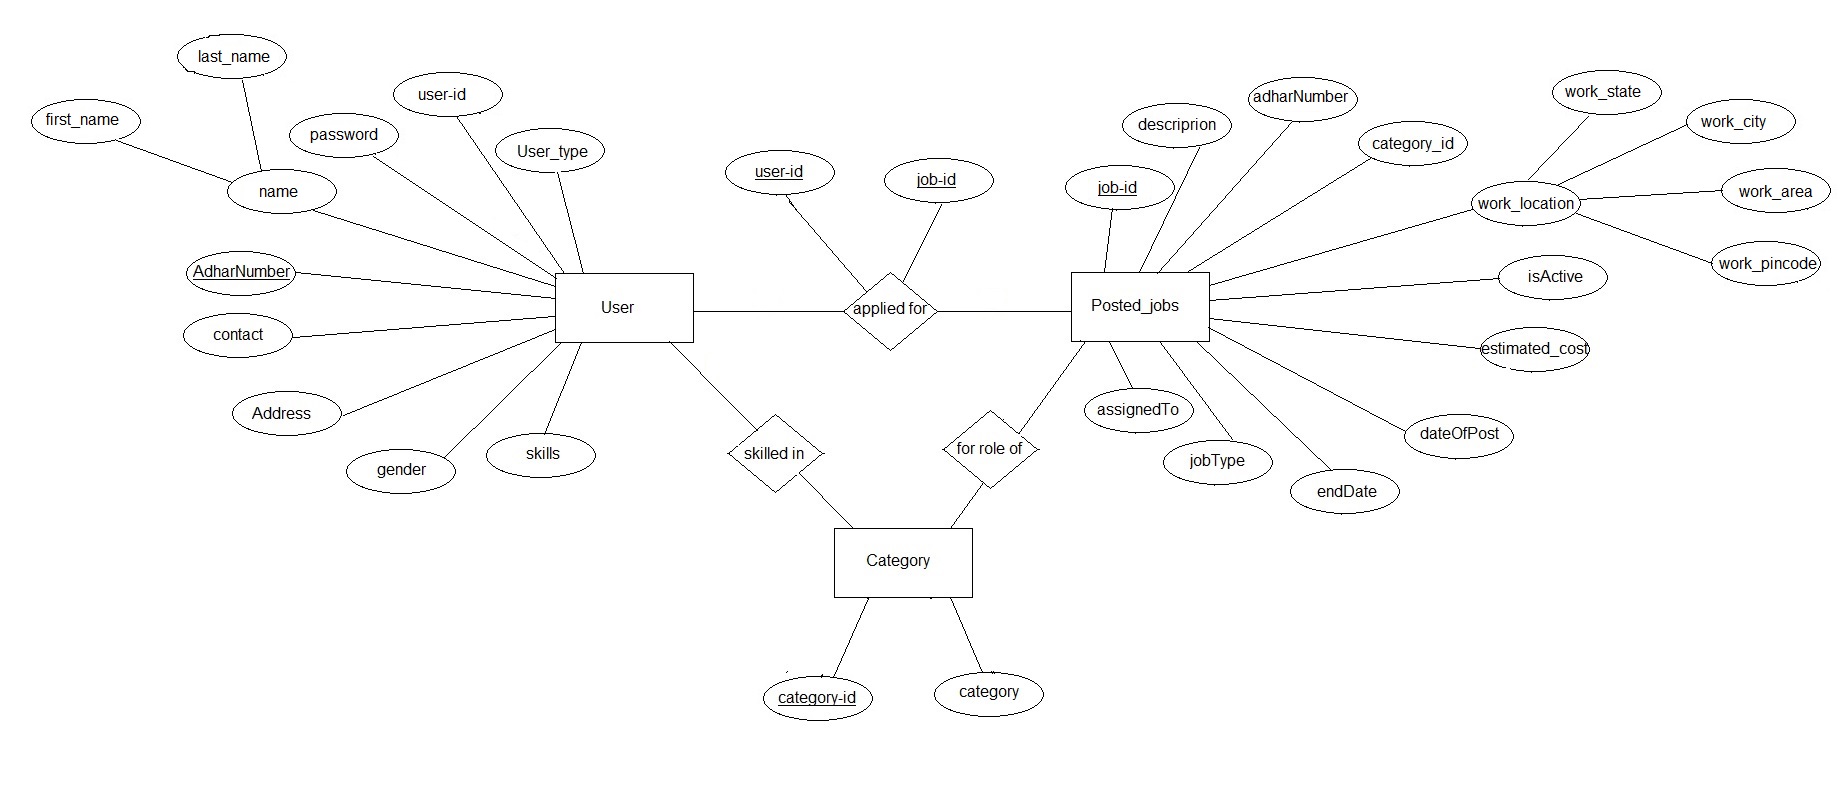 last_name
first_name
password
user-id
User_type
name
AdharNumber
contact
Address
gender
skills
User
user-id
job-id
applied for
skilled in
for role of
Category
category-id
category
Posted_jobs
job-id
descriprion
adharNumber
category_id
work_location
work_state
work_city
work_area
work_pincode
isActive
estimated_cost
dateOfPost
endDate
jobType
assignedTo